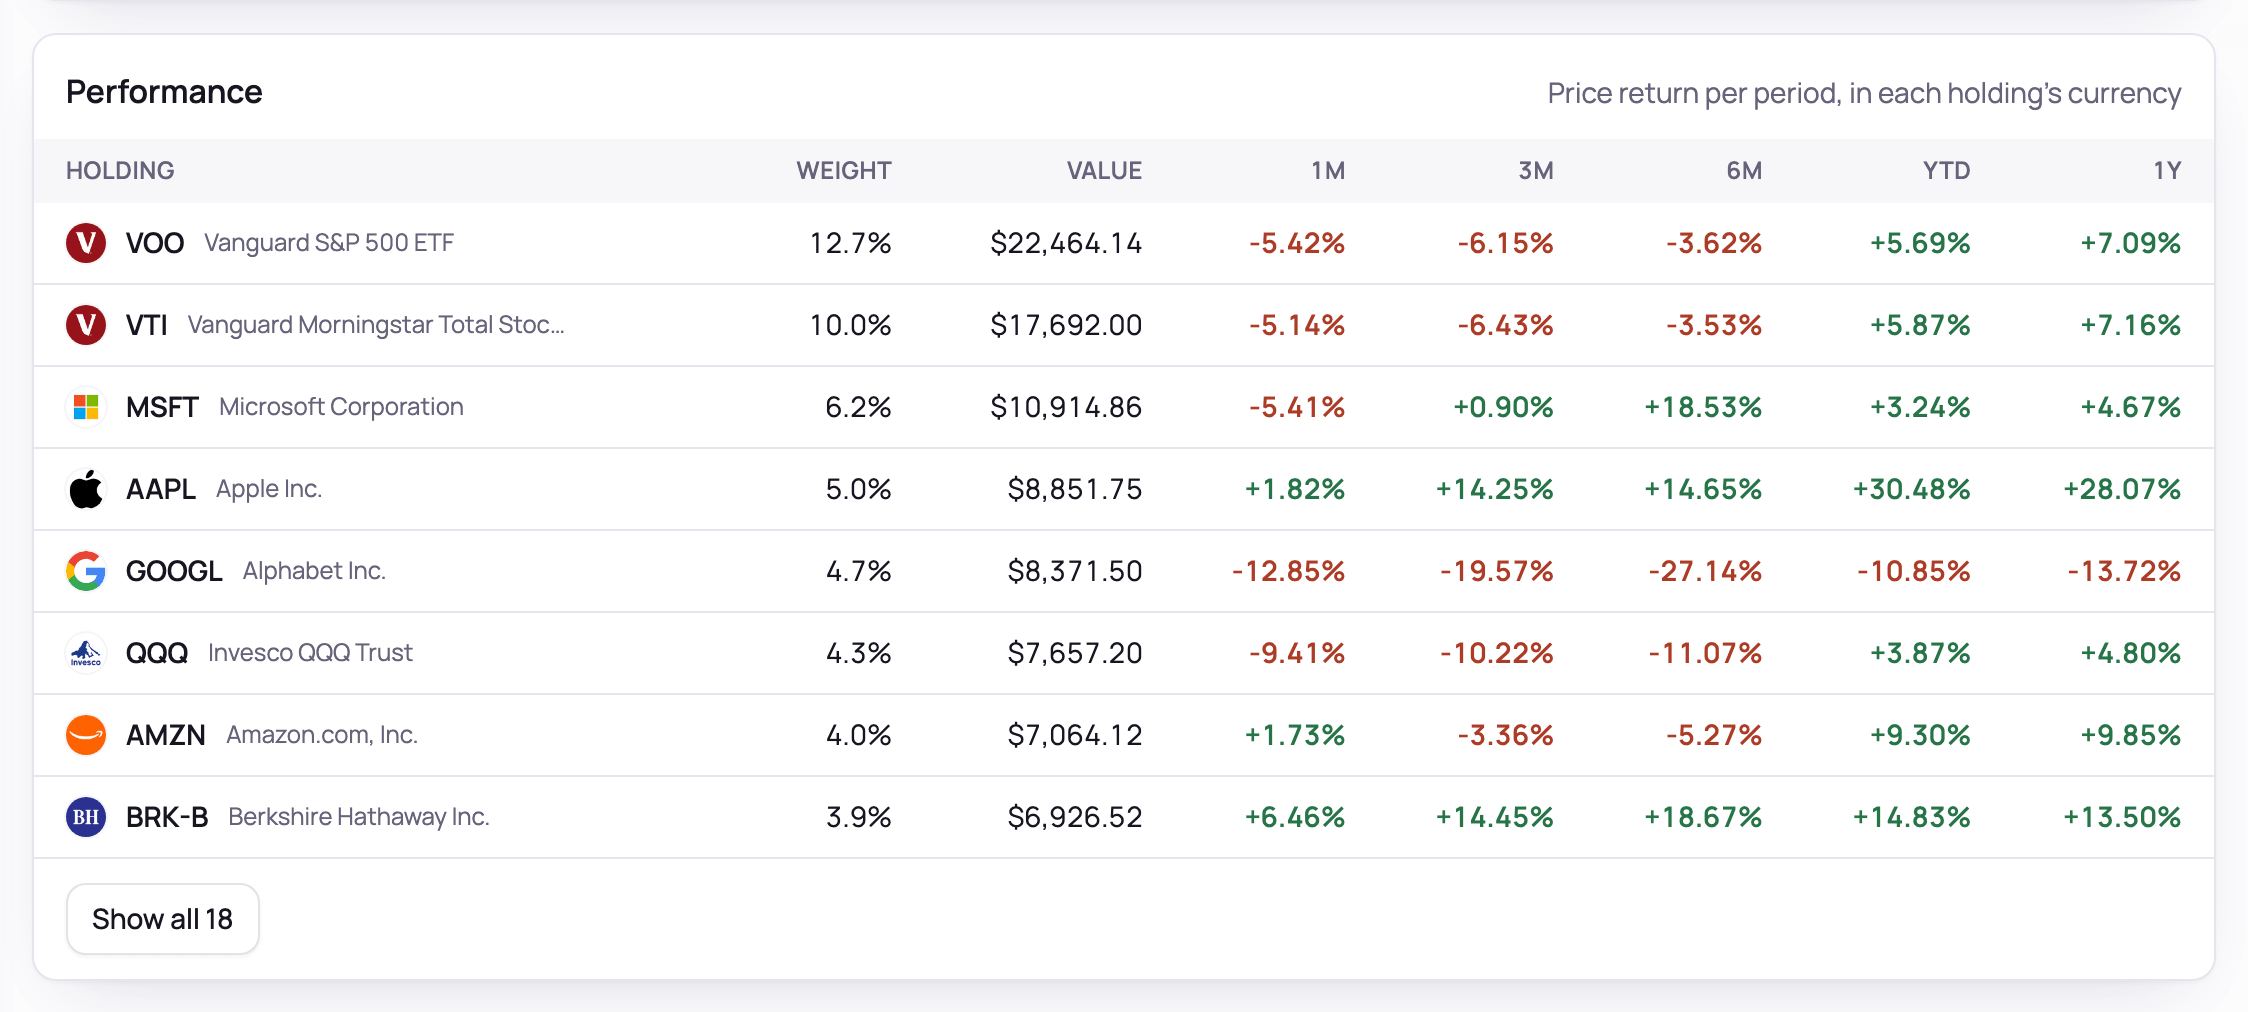 Performance
Price return per period, in each holding's currency
HOLDING WEIGHT VALUE 1M 3M 6M YTD 1Y
V VOO Vanguard S&P 500 ETF 12.7% $22,464.14 -5.42% -6.15% -3.62% +5.69% +7.09%
V VTI Vanguard Morningstar Total Stoc... 10.0% $17,692.00 -5.14% -6.43% -3.53% +5.87% +7.16%
MSFT Microsoft Corporation 6.2% $10,914.86 -5.41% +0.90% +18.53% +3.24% +4.67%
AAPL Apple Inc. 5.0% $8,851.75 +1.82% +14.25% +14.65% +30.48% +28.07%
G GOOGL Alphabet Inc. 4.7% $8,371.50 -12.85% -19.57% -27.14% -10.85% -13.72%
Invesco QQQ Invesco QQQ Trust 4.3% $7,657.20 -9.41% -10.22% -11.07% +3.87% +4.80%
AMZN Amazon.com, Inc. 4.0% $7,064.12 +1.73% -3.36% -5.27% +9.30% +9.85%
BH BRK-B Berkshire Hathaway Inc. 3.9% $6,926.52 +6.46% +14.45% +18.67% +14.83% +13.50%
Show all 18